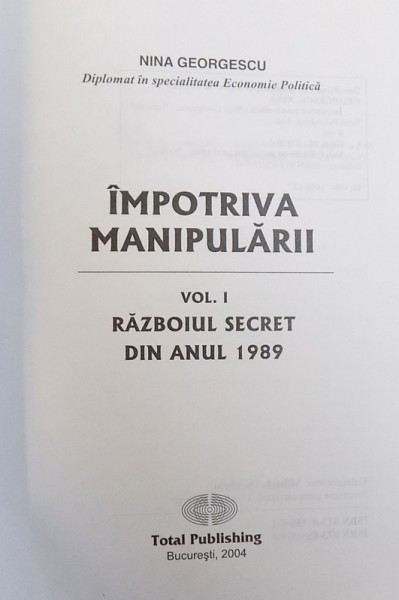 NINA GEORGESCU
Diplomat în specialitatea Economie Politică
ÎMPOTRIVA
MANIPULĂRII
VOL. I
RĂZBOIUL SECRET
DIN ANUL 1989
Total Publishing
Bucureşti, 2004